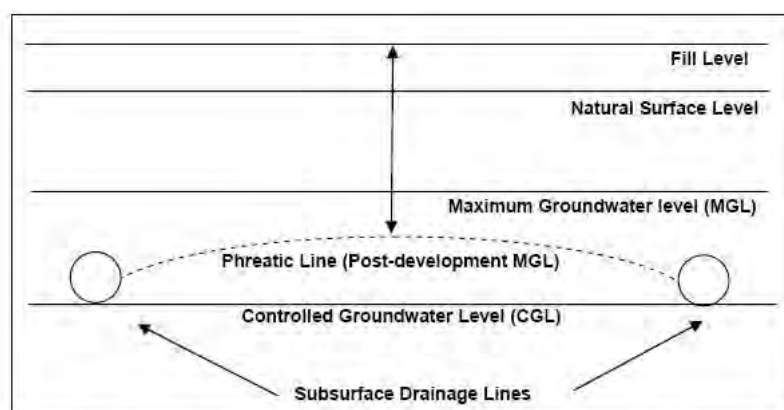 Fill Level
Natural Surface Level
Maximum Groundwater level (MGL)
Phreatic Line (Post-development MGL)
Controlled Groundwater Level (CGL)
Subsurface Drainage Lines